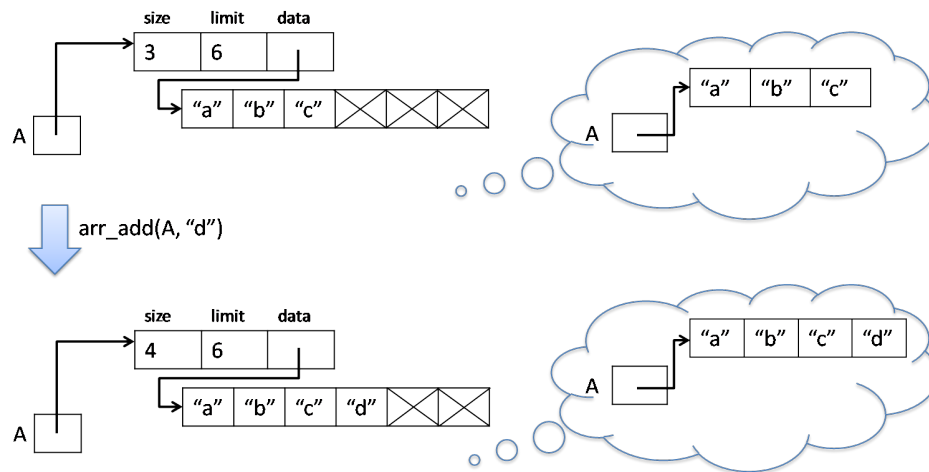 size limit data
3 6
“a” “b” “c”
A
“a” “b” “c”
A
arr_add(A, “d”)
size limit data
4 6
“a” “b” “c” “d”
A
“a” “b” “c” “d”
A